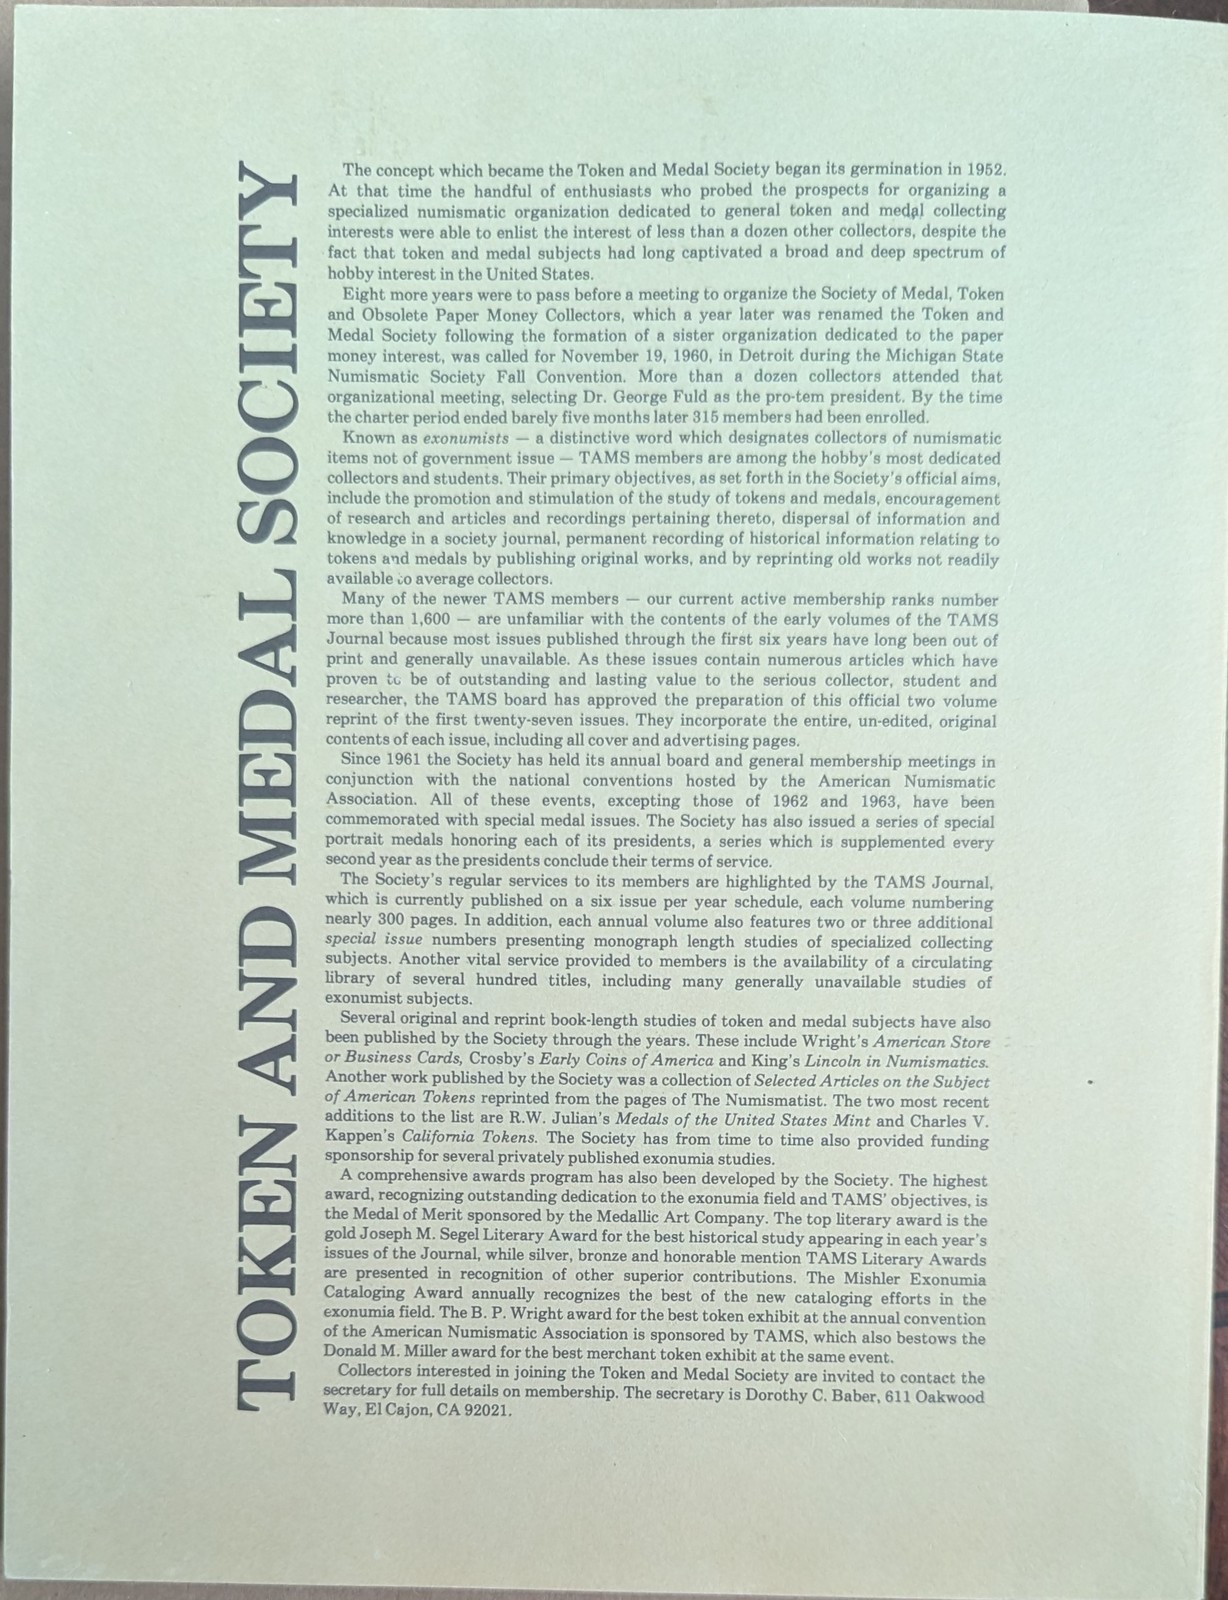 TOKEN AND MEDAL SOCIETY
The concept which became the Token and Medal Society began its germination in 1952.
At that time the handful of enthusiasts who probed the prospects for organizing a
specialized numismatic organization dedicated to general token and medal collecting
interests were able to enlist the interest of less than a dozen other collectors, despite the
fact that token and medal subjects had long captivated a broad and deep spectrum of
hobby interest in the United States.
Eight more years were to pass before a meeting to organize the Society of Medal, Token
and Obsolete Paper Money Collectors, which a year later was renamed the Token and
Medal Society following the formation of a sister organization dedicated to the paper
money interest, was called for November 19, 1960, in Detroit during the Michigan State
Numismatic Society Fall Convention. More than a dozen collectors attended that
organizational meeting, selecting Dr. George Fuld as the pro-tem president. By the time
the charter period ended barely five months later 315 members had been enrolled.
Known as exonumists — a distinctive word which designates collectors of numismatic
items not of government issue — TAMS members are among the hobby's most dedicated
collectors and students. Their primary objectives, as set forth in the Society's official aims,
include the promotion and stimulation of the study of tokens and medals, encouragement
of research and articles and recordings pertaining thereto, dispersal of information and
knowledge in a society journal, permanent recording of historical information relating to
tokens and medals by publishing original works, and by reprinting old works not readily
available to average collectors.
Many of the newer TAMS members — our current active membership ranks number
more than 1,600 — are unfamiliar with the contents of the early volumes of the TAMS
Journal because most issues published through the first six years have long been out of
print and generally unavailable. As these issues contain numerous articles which have
proven to be of outstanding and lasting value to the serious collector, student and
researcher, the TAMS board has approved the preparation of this official two volume
reprint of the first twenty-seven issues. They incorporate the entire, un-edited, original
contents of each issue, including all cover and advertising pages.
Since 1961 the Society has held its annual board and general membership meetings in
conjunction with the national conventions hosted by the American Numismatic
Association. All of these events, excepting those of 1962 and 1963, have been
commemorated with special medal issues. The Society has also issued a series of special
portrait medals honoring each of its presidents, a series which is supplemented every
second year as the presidents conclude their terms of service.
The Society's regular services to its members are highlighted by the TAMS Journal,
which is currently published on a six issue per year schedule, each volume numbering
nearly 300 pages. In addition, each annual volume also features two or three additional
special issue numbers presenting monograph length studies of specialized collecting
subjects. Another vital service provided to members is the availability of a circulating
library of several hundred titles, including many generally unavailable studies of
exonumist subjects.
Several original and reprint book-length studies of token and medal subjects have also
been published by the Society through the years. These include Wright's American Store
or Business Cards, Crosby's Early Coins of America and King's Lincoln in Numismatics.
Another work published by the Society was a collection of Selected Articles on the Subject
of American Tokens reprinted from the pages of The Numismatist. The two most recent
additions to the list are R.W. Julian's Medals of the United States Mint and Charles V.
Kappen's California Tokens. The Society has from time to time also provided funding
sponsorship for several privately published exonumia studies.
A comprehensive awards program has also been developed by the Society. The highest
award, recognizing outstanding dedication to the exonumia field and TAMS' objectives, is
the Medal of Merit sponsored by the Medallic Art Company. The top literary award is the
gold Joseph M. Segel Literary Award for the best historical study appearing in each year's
issues of the Journal, while silver, bronze and honorable mention TAMS Literary Awards
are presented in recognition of other superior contributions. The Mishler Exonumia
Cataloging Award annually recognizes the best of the new cataloging efforts in the
exonumia field. The B. P. Wright award for the best token exhibit at the annual convention
of the American Numismatic Association is sponsored by TAMS, which also bestows the
Donald M. Miller award for the best merchant token exhibit at the same event.
Collectors interested in joining the Token and Medal Society are invited to contact the
secretary for full details on membership. The secretary is Dorothy C. Baber, 611 Oakwood
Way, El Cajon, CA 92021.